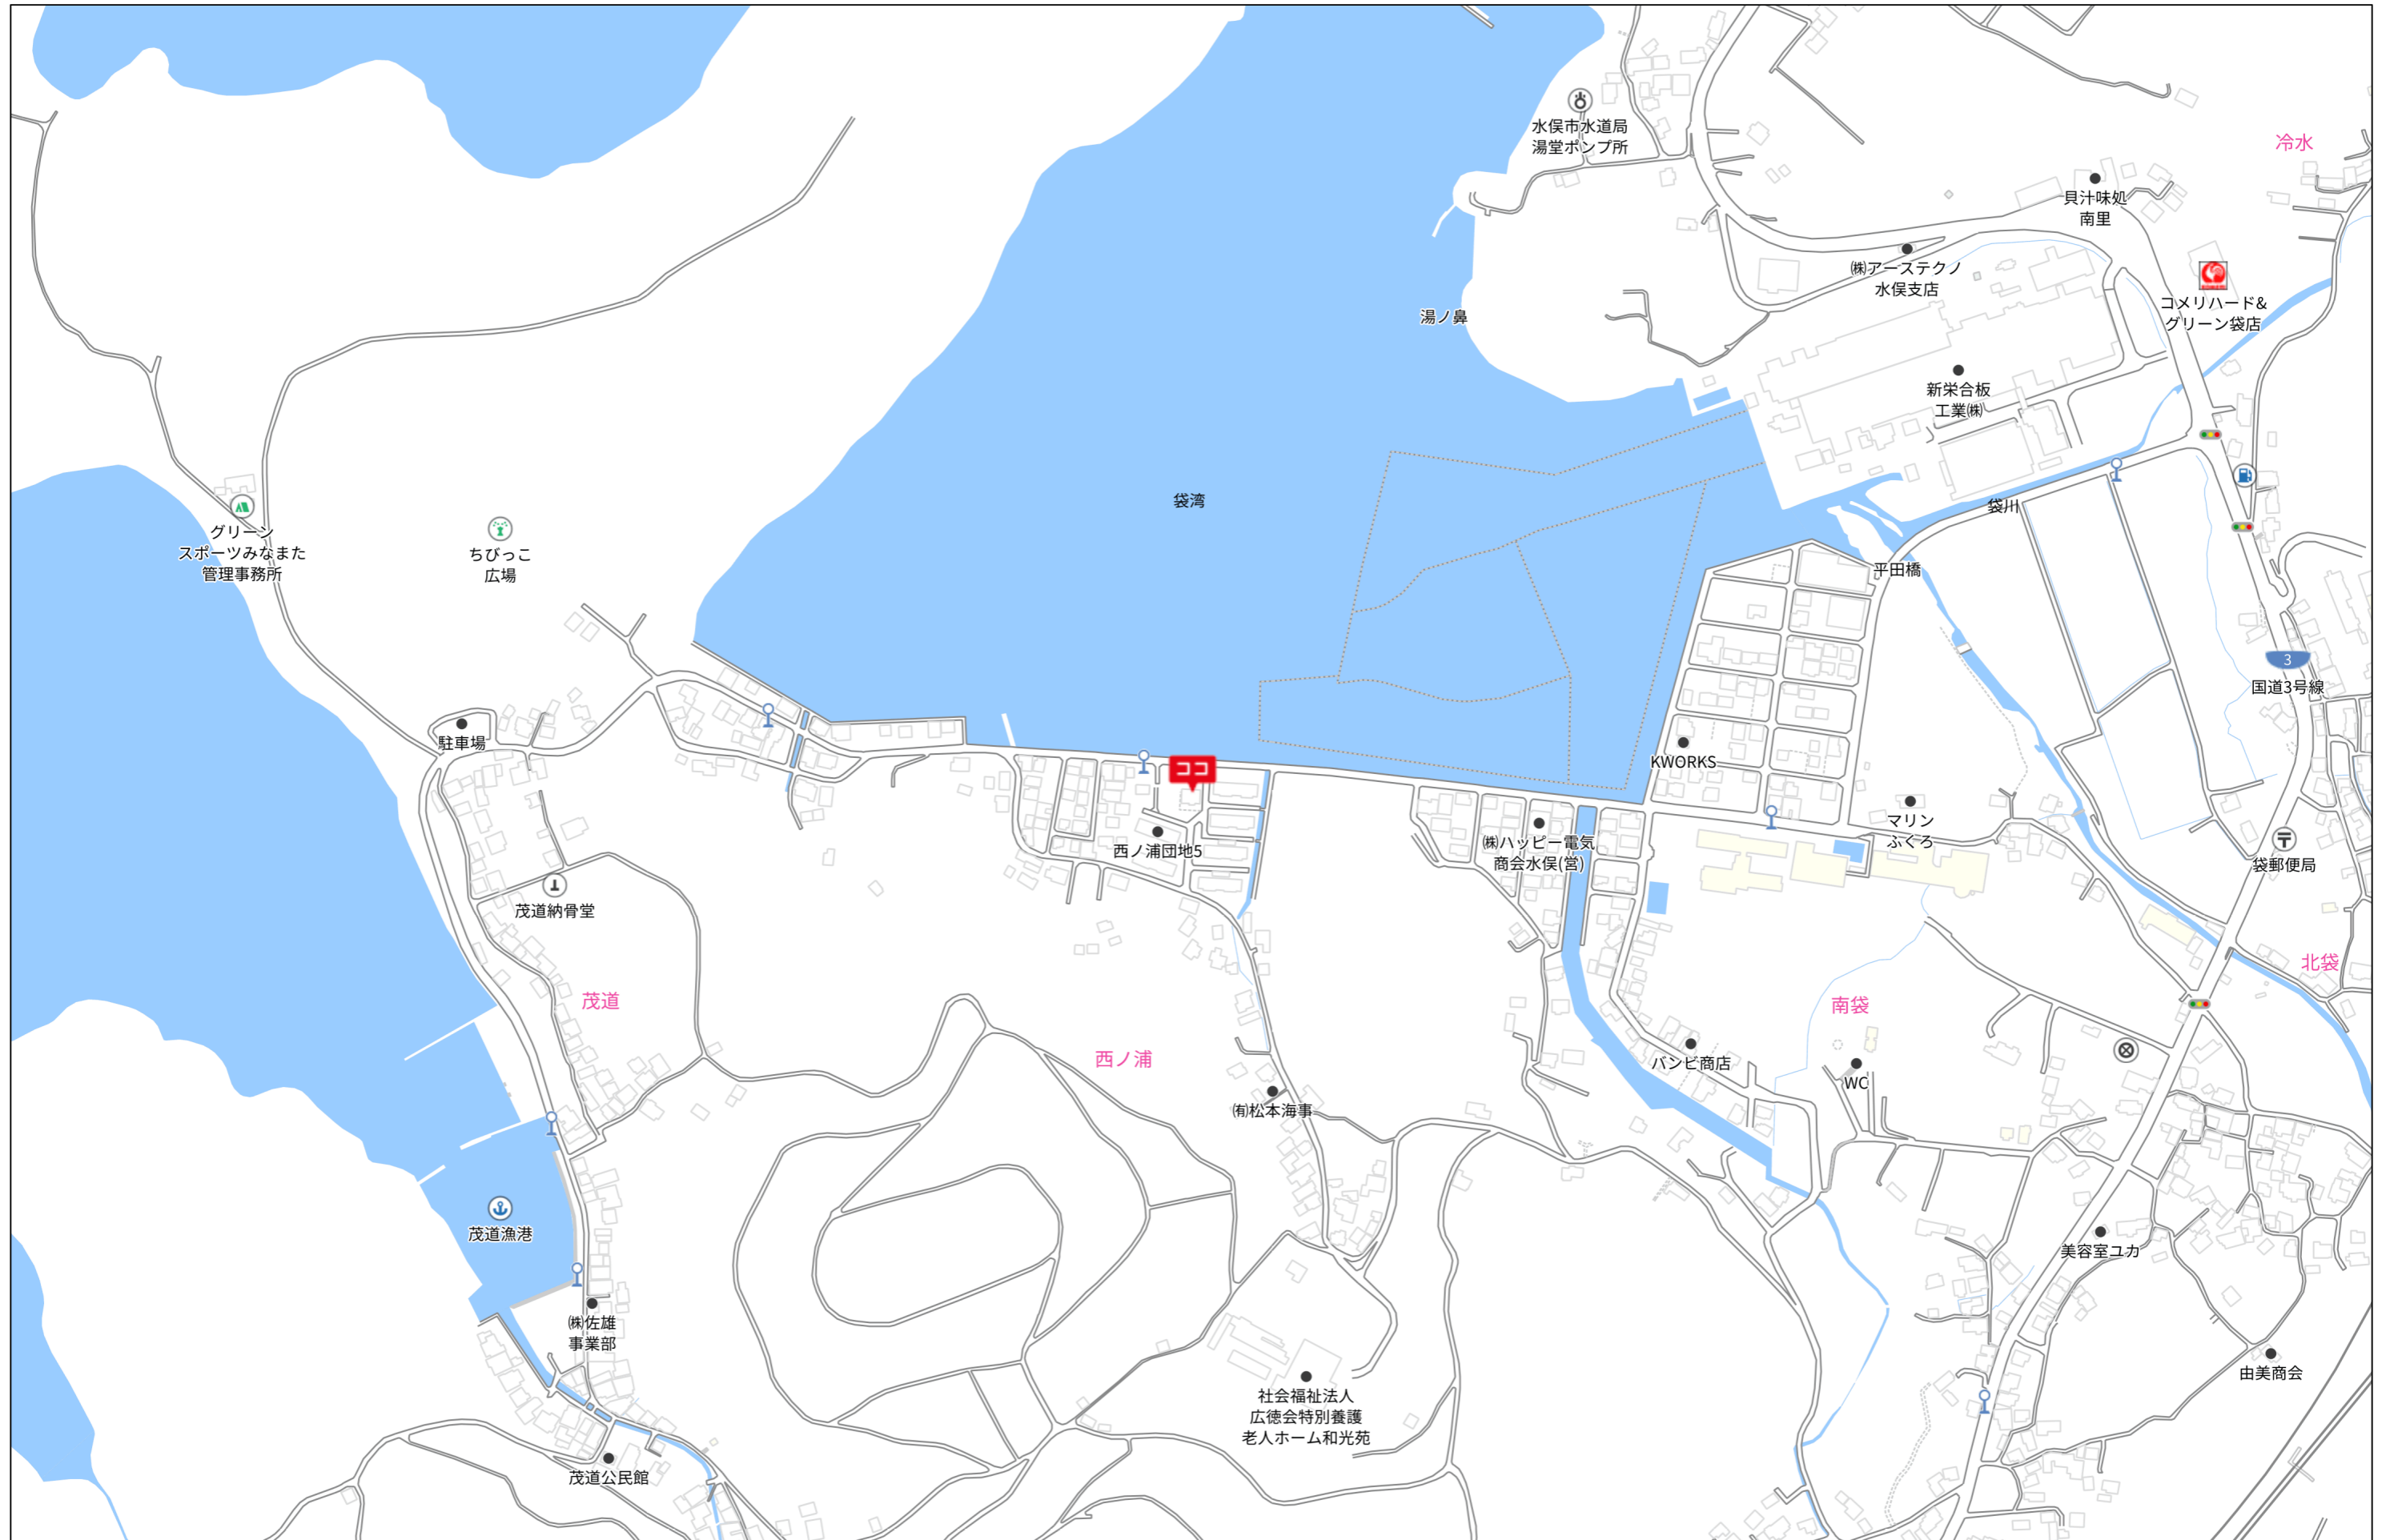 水俣市水道局
湯堂ポンプ所
冷水
貝汁味処
南里
㈱アーステクノ
水俣支店
コメリハード&
グリーン袋店
湯ノ鼻
新栄合板
工業㈱
袋湾
袋川
グリーン
スポーツみなまた
管理事務所
ちびっこ
広場
平田橋
3
国道3号線
駐車場
KWORKS
ココ
マリン
ふくろ
西ノ浦団地5
㈱ハッピー電気
商会水俣(営)
袋郵便局
茂道納骨堂
北袋
茂道
南袋
西ノ浦
バンビ商店
WC
㈲松本海事
茂道漁港
美容室ユカ
㈱佐雄
事業部
由美商会
社会福祉法人
広徳会特別養護
老人ホーム和光苑
茂道公民館